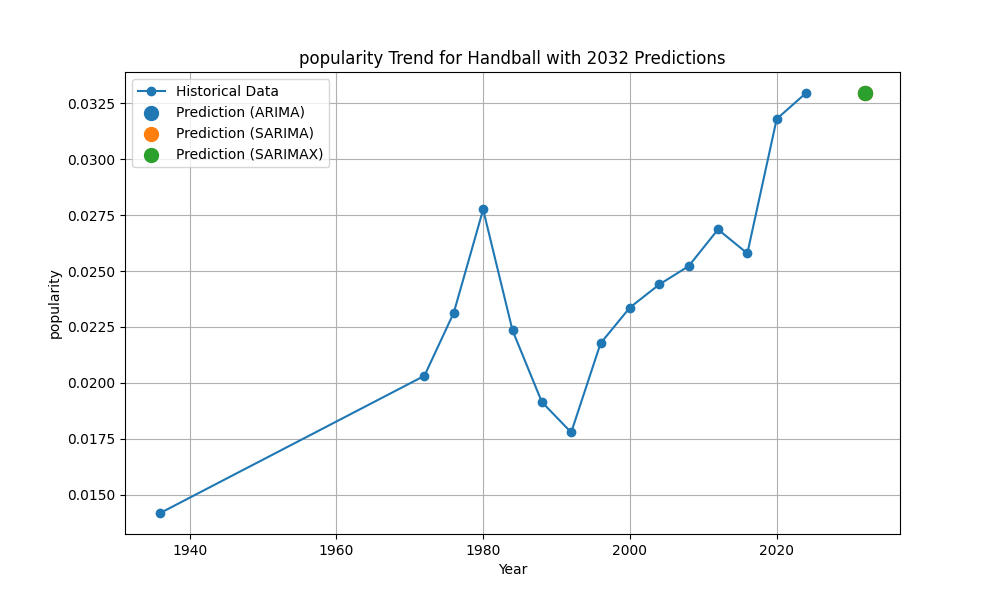 popularity Trend for Handball with 2032 Predictions
Historical Data
Prediction (ARIMA)
Prediction (SARIMA)
Prediction (SARIMAX)
0.0325
0.0300
0.0275
0.0250
0.0225
0.0200
0.0175
0.0150
popularity
1940
1960
1980
2000
2020
Year